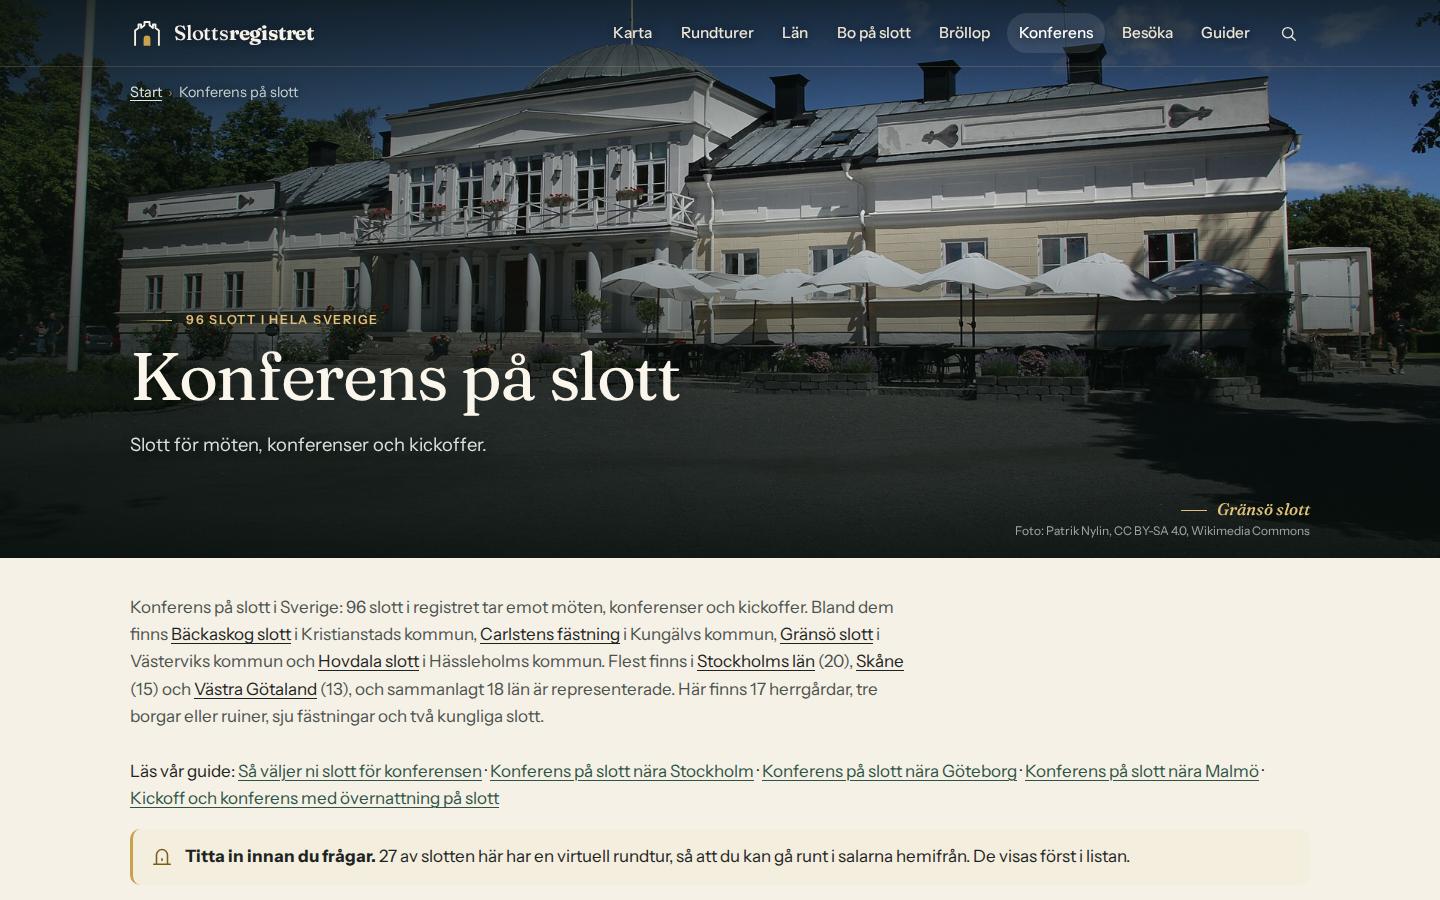 Slottsregistret
Karta Rundturer Län Bo på slott Bröllop Konferens Besöka Guider
Start › Konferens på slott
96 SLOTT I HELA SVERIGE
Konferens på slott
Slott för möten, konferenser och kickoffer.
Gränsö slott
Foto: Patrik Nylin, CC BY-SA 4.0, Wikimedia Commons
Konferens på slott i Sverige: 96 slott i registret tar emot möten, konferenser och kickoffer. Bland dem
finns Bäckaskog slott i Kristianstads kommun, Carlstens fästning i Kungälvs kommun, Gränsö slott i
Västerviks kommun och Hovdala slott i Hässleholms kommun. Flest finns i Stockholms län (20), Skåne
(15) och Västra Götaland (13), och sammanlagt 18 län är representerade. Här finns 17 herrgårdar, tre
borgar eller ruiner, sju fästningar och två kungliga slott.
Läs vår guide: Så väljer ni slott för konferensen · Konferens på slott nära Stockholm · Konferens på slott nära Göteborg · Konferens på slott nära Malmö ·
Kickoff och konferens med övernattning på slott
Titta in innan du frågar. 27 av slotten här har en virtuell rundtur, så att du kan gå runt i salarna hemifrån. De visas först i listan.